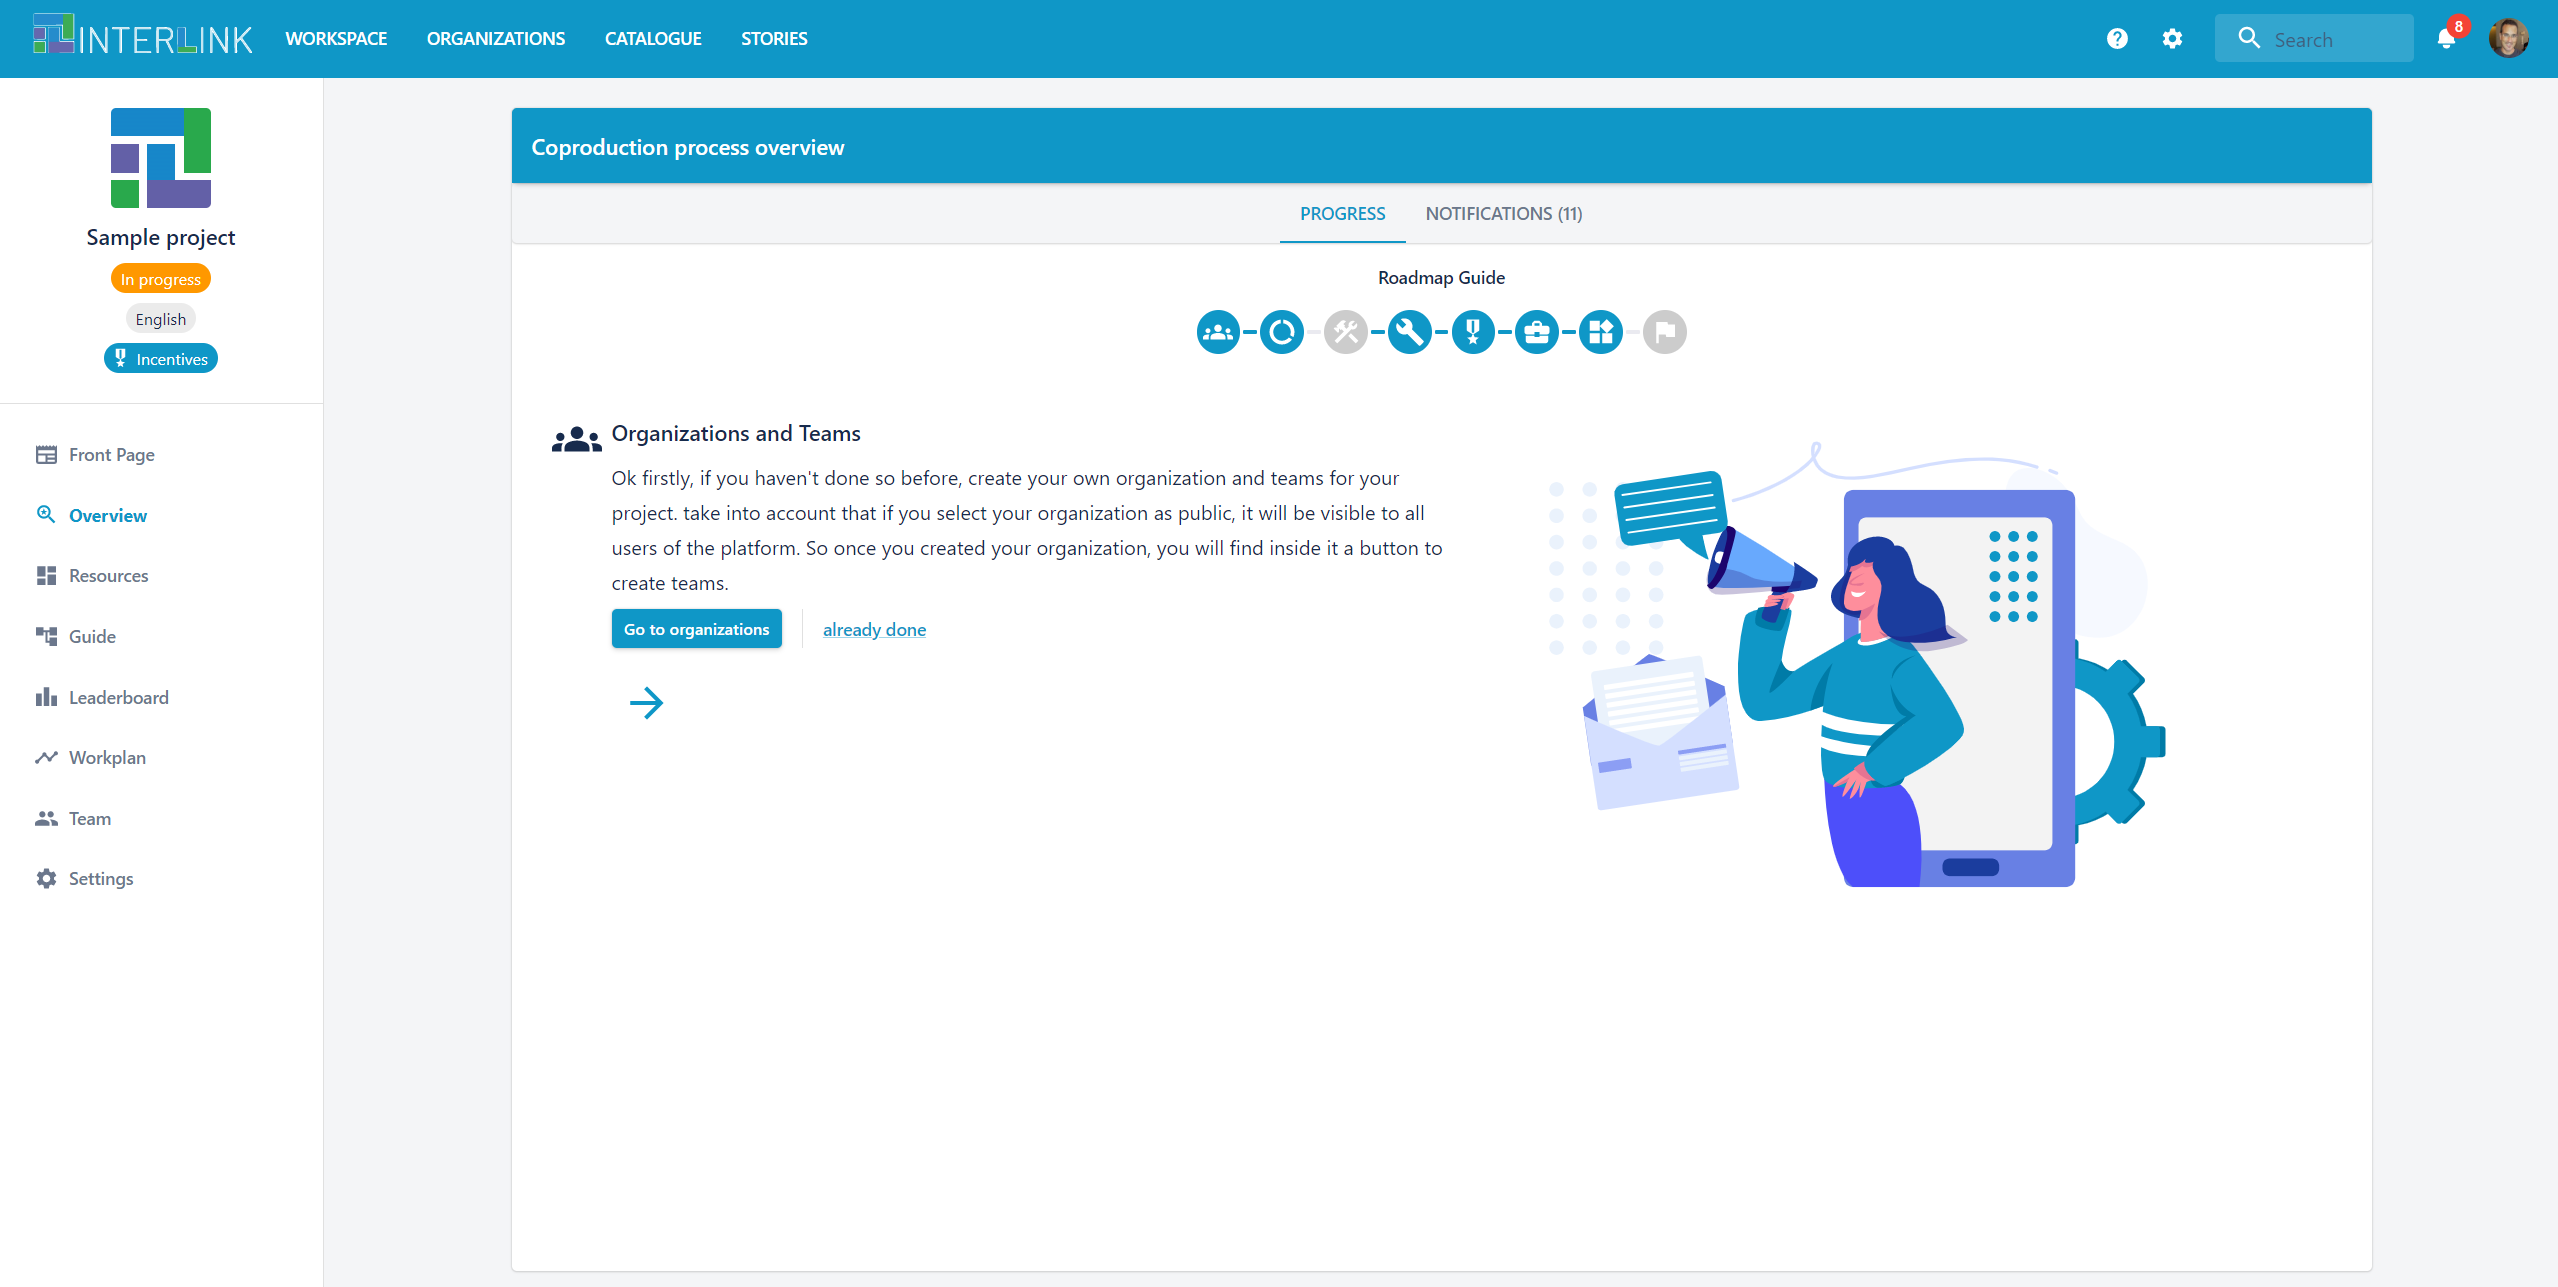 INTERLINK
WORKSPACE
ORGANIZATIONS
CATALOGUE
STORIES
Search
8
Sample project
In progress
English
Incentives
Front Page
Overview
Resources
Guide
Leaderboard
Workplan
Team
Settings
Coproduction process overview
PROGRESS
NOTIFICATIONS (11)
Roadmap Guide
Organizations and Teams
Ok firstly, if you haven't done so before, create your own organization and teams for your
project. take into account that if you select your organization as public, it will be visible to all
users of the platform. So once you created your organization, you will find inside it a button to
create teams.
Go to organizations
already done